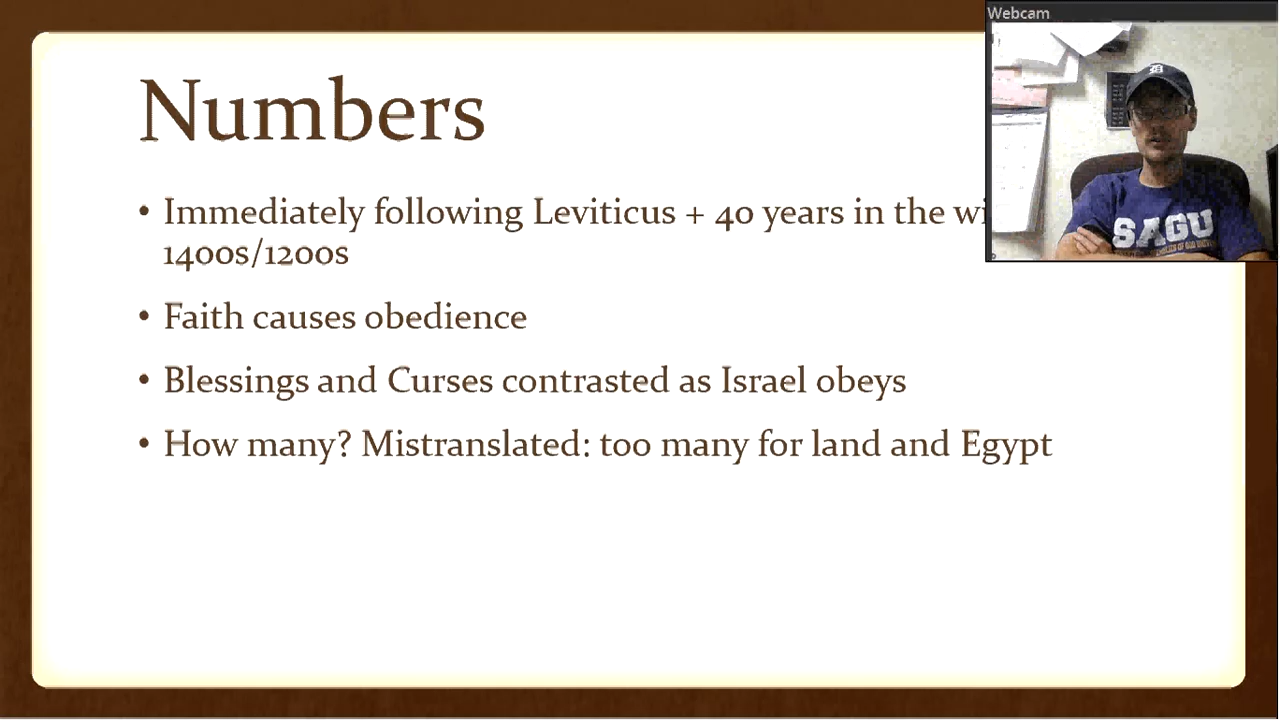 Webcam
Numbers
• Immediately following Leviticus + 40 years in the
1400s/1200s
• Faith causes obedience
• Blessings and Curses contrasted as Israel obeys
• How many? Mistranslated: too many for land and Egypt
SAGU